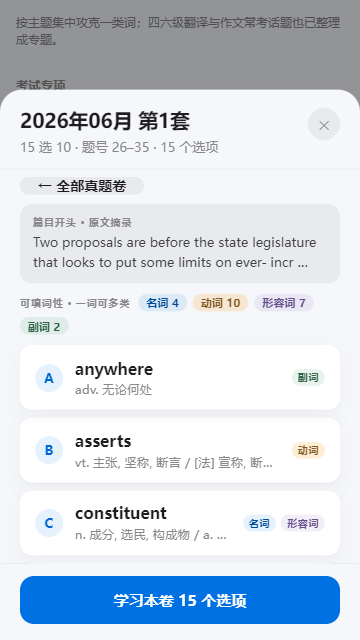 按主题集中攻克一类词；四六级翻译与作文常考话题也已整理
成专题。
考试专项
2026年06月 第1套
15 选 10 · 题号 26–35 · 15 个选项
← 全部真题卷
篇目开头 • 原文摘录
Two proposals are before the state legislature
that looks to put some limits on ever- incr ...
可填词性 • 一词可多类 名词 4 动词 10 形容词 7
副词 2
A anywhere 副词
adv. 无论何处
B asserts 动词
vt. 主张, 坚称, 断言 / [法] 宣称, 断...
C constituent 名词 形容词
n. 成分, 选民, 构成物 / a. ...
学习本卷 15 个选项